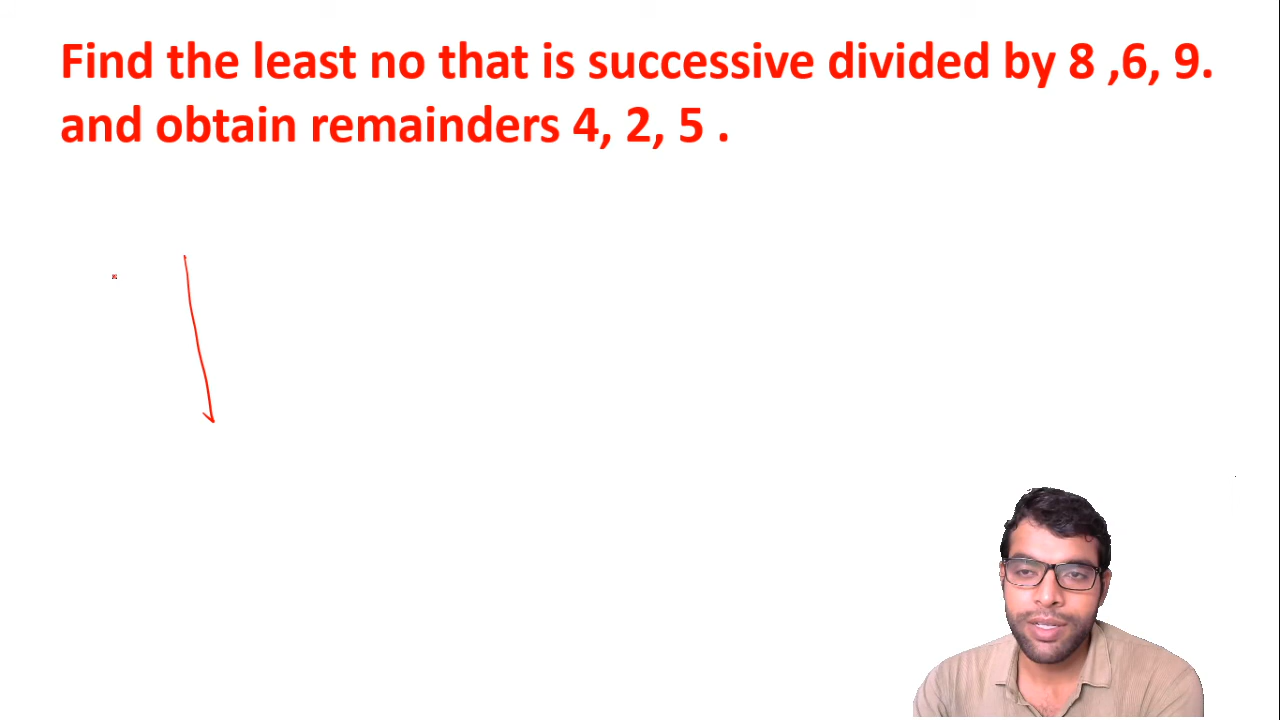 Find the least no that is successive divided by 8 ,6, 9.
and obtain remainders 4, 2, 5 .